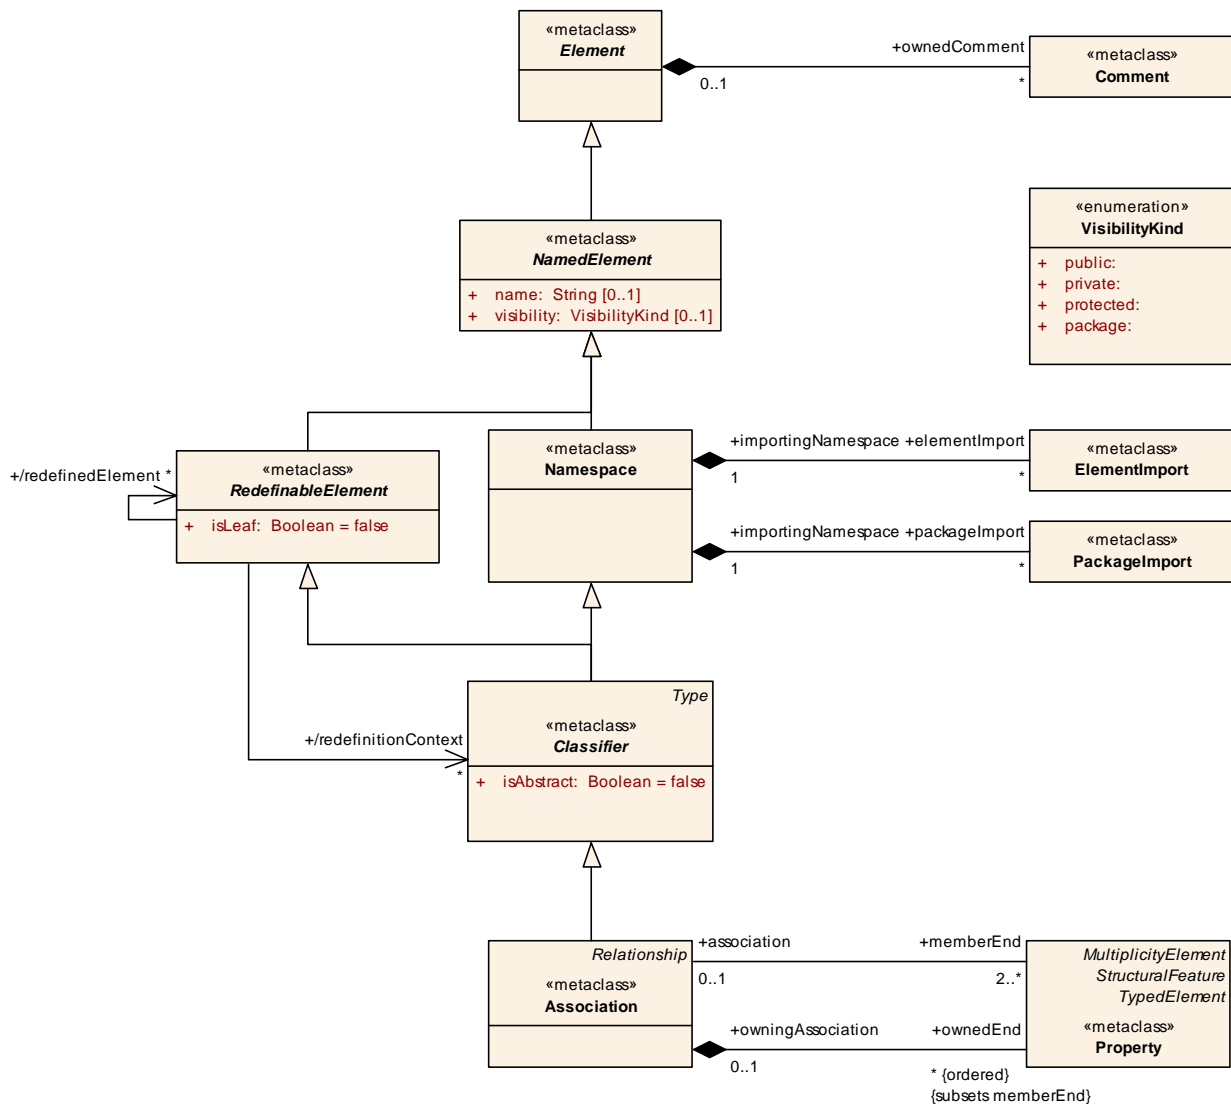 «metaclass»
Element
+ownedComment
0..1
*
«metaclass»
Comment
«enumeration»
VisibilityKind
+ public:
+ private:
+ protected:
+ package:
«metaclass»
NamedElement
+ name: String [0..1]
+ visibility: VisibilityKind [0..1]
+/redefinedElement *
«metaclass»
RedefinableElement
+ isLeaf: Boolean = false
«metaclass»
Namespace
+importingNamespace +elementImport
1
*
«metaclass»
ElementImport
+importingNamespace +packageImport
1
*
«metaclass»
PackageImport
+/redefinitionContext
*
Type
«metaclass»
Classifier
+ isAbstract: Boolean = false
Relationship
«metaclass»
Association
+association
+memberEnd
0..1
2..*
+owningAssociation
+ownedEnd
0..1
* {ordered}
{subsets memberEnd}
MultiplicityElement
StructuralFeature
TypedElement
«metaclass»
Property